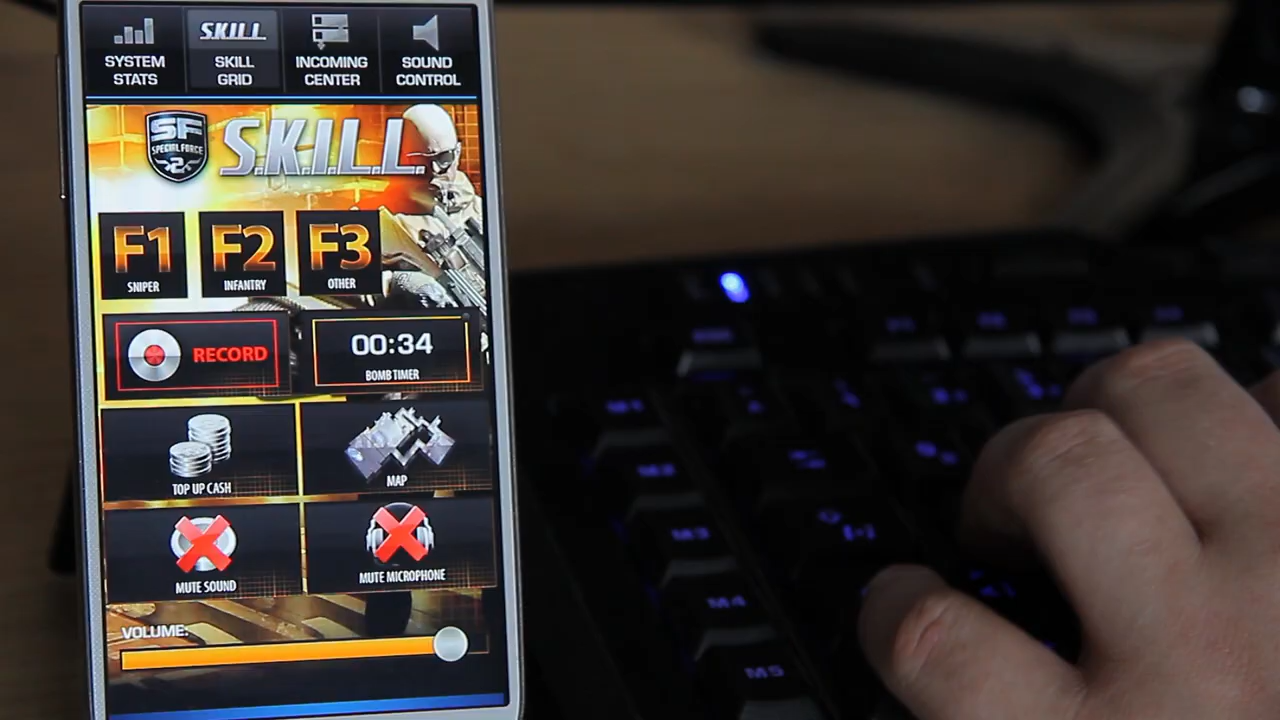 SYSTEM
STATS
SKILL
SKILL
GRID
INCOMING
CENTER
SOUND
CONTROL
SF
SPECIAL FORCE
2
S.K.I.L.L.
F1
SNIPER
F2
INFANTRY
F3
OTHER
RECORD
00:34
BOMB TIMER
TOP UP CASH
MAP
MUTE SOUND
MUTE MICROPHONE
VOLUME:
M1
M2
M3
M4
M5